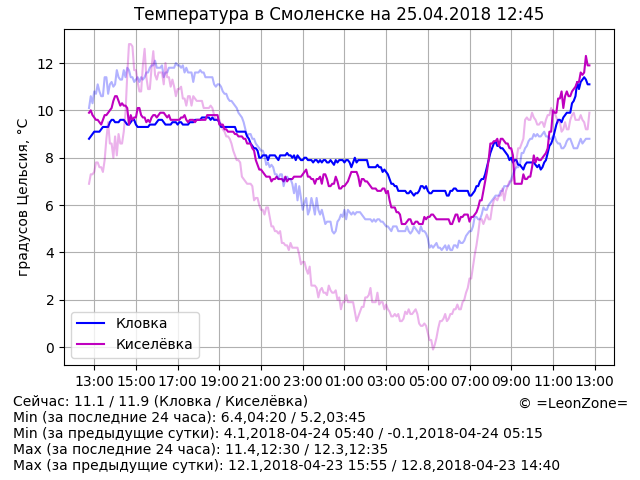 Температура в Смоленске на 25.04.2018 12:45
градусов Цельсия, °C
12
10
8
6
4
2
0
Кловка
Киселёвка
13:00 15:00 17:00 19:00 21:00 23:00 01:00 03:00 05:00 07:00 09:00 11:00 13:00
Сейчас: 11.1 / 11.9 (Кловка / Киселёвка)
© =LeonZone=
Min (за последние 24 часа): 6.4,04:20 / 5.2,03:45
Min (за предыдущие сутки): 4.1,2018-04-24 05:40 / -0.1,2018-04-24 05:15
Max (за последние 24 часа): 11.4,12:30 / 12.3,12:35
Max (за предыдущие сутки): 12.1,2018-04-23 15:55 / 12.8,2018-04-23 14:40